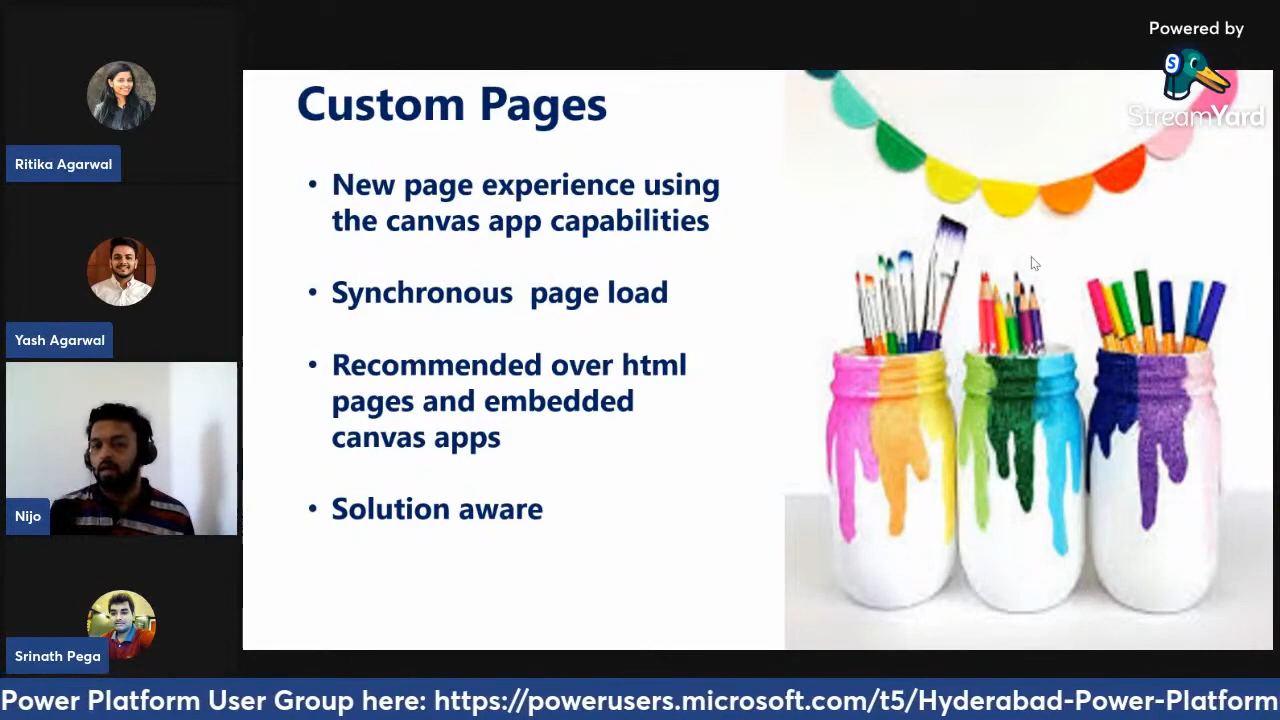 Powered by
StreamYard
Ritika Agarwal
Yash Agarwal
Nijo
Srinath Pega
Custom Pages
• New page experience using
the canvas app capabilities
• Synchronous page load
• Recommended over html
pages and embedded
canvas apps
• Solution aware
Power Platform User Group here: https://powerusers.microsoft.com/t5/Hyderabad-Power-Platform